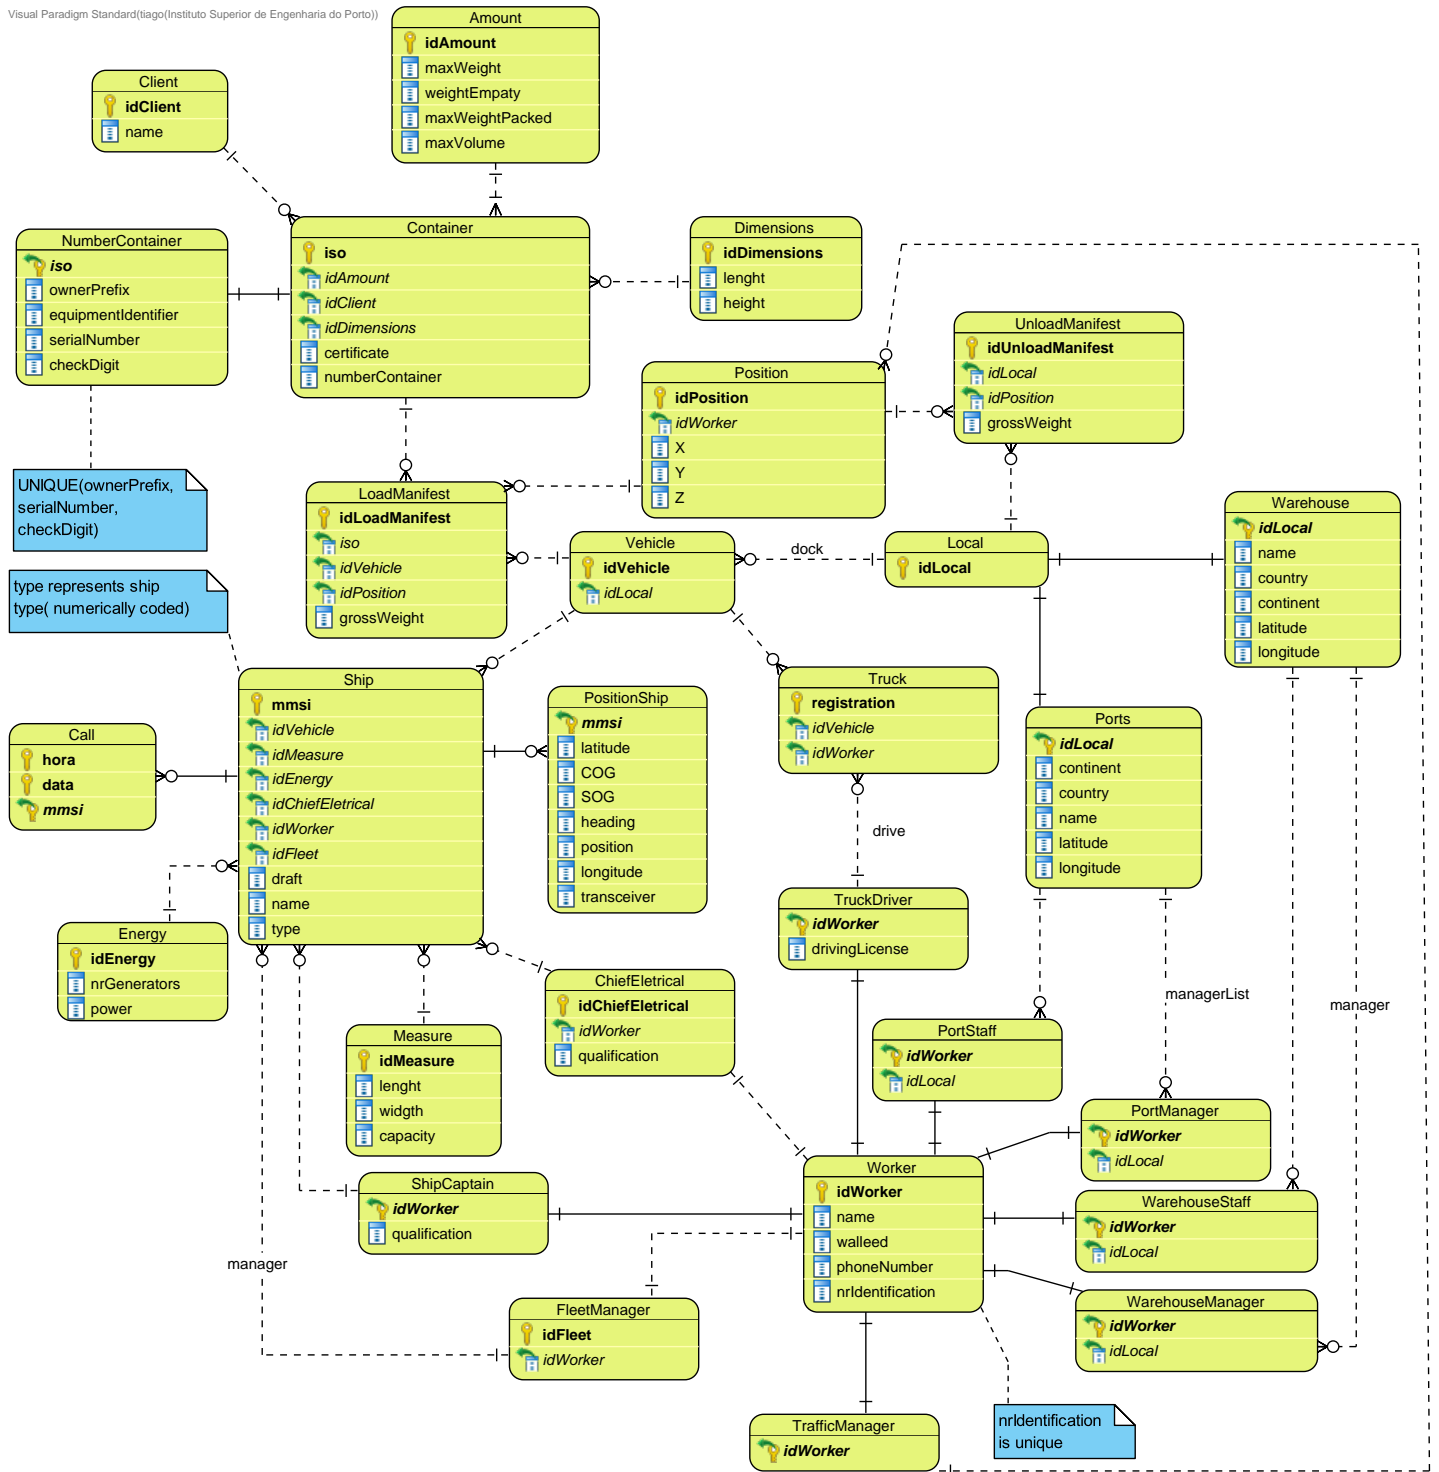 Visual Paradigm Standard(tiago(Instituto Superior de Engenharia do Porto))
Amount
idAmount
maxWeight
weightEmpaty
maxWeightPacked
maxVolume
Client
idClient
name
NumberContainer
iso
ownerPrefix
equipmentIdentifier
serialNumber
checkDigit
Container
iso
idAmount
idClient
idDimensions
certificate
numberContainer
Dimensions
idDimensions
lenght
height
UnloadManifest
idUnloadManifest
idLocal
idPosition
grossWeight
Position
idPosition
idWorker
X
Y
Z
UNIQUE(ownerPrefix,
serialNumber,
checkDigit)
LoadManifest
idLoadManifest
iso
idVehicle
idPosition
grossWeight
Vehicle
idVehicle
idLocal
dock
Local
idLocal
Warehouse
idLocal
name
country
continent
latitude
longitude
type represents ship
type( numerically coded)
Ship
mmsi
idVehicle
idMeasure
idEnergy
idChiefEletrical
idWorker
idFleet
draft
name
type
PositionShip
mmsi
latitude
COG
SOG
heading
position
longitude
transceiver
Truck
registration
idVehicle
idWorker
Ports
idLocal
continent
country
name
latitude
longitude
Call
hora
data
mmsi
drive
TruckDriver
idWorker
drivingLicense
Energy
idEnergy
nrGenerators
power
ChiefEletrical
idChiefEletrical
idWorker
qualification
managerList
manager
Measure
idMeasure
lenght
widgth
capacity
PortStaff
idWorker
idLocal
PortManager
idWorker
idLocal
Worker
idWorker
name
walleed
phoneNumber
nrIdentification
ShipCaptain
idWorker
qualification
WarehouseStaff
idWorker
idLocal
manager
FleetManager
idFleet
idWorker
WarehouseManager
idWorker
idLocal
TrafficManager
idWorker
nrIdentification
is unique